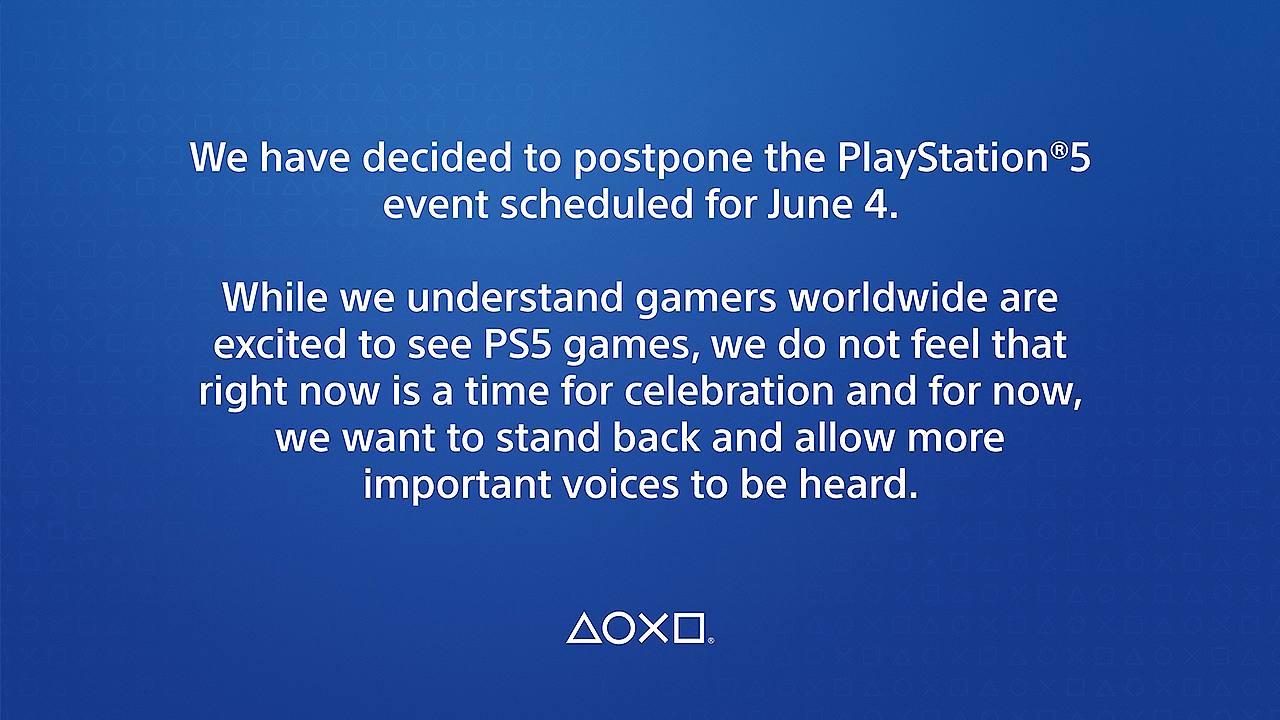 We have decided to postpone the PlayStation®5
event scheduled for June 4.
While we understand gamers worldwide are
excited to see PS5 games, we do not feel that
right now is a time for celebration and for now,
we want to stand back and allow more
important voices to be heard.